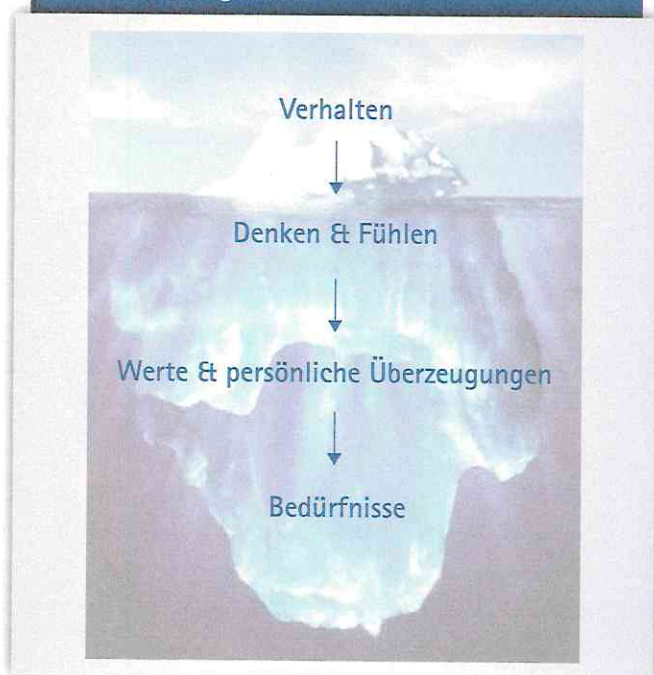 Verhalten
Denken & Fühlen
Werte & persönliche Überzeugungen
Bedürfnisse